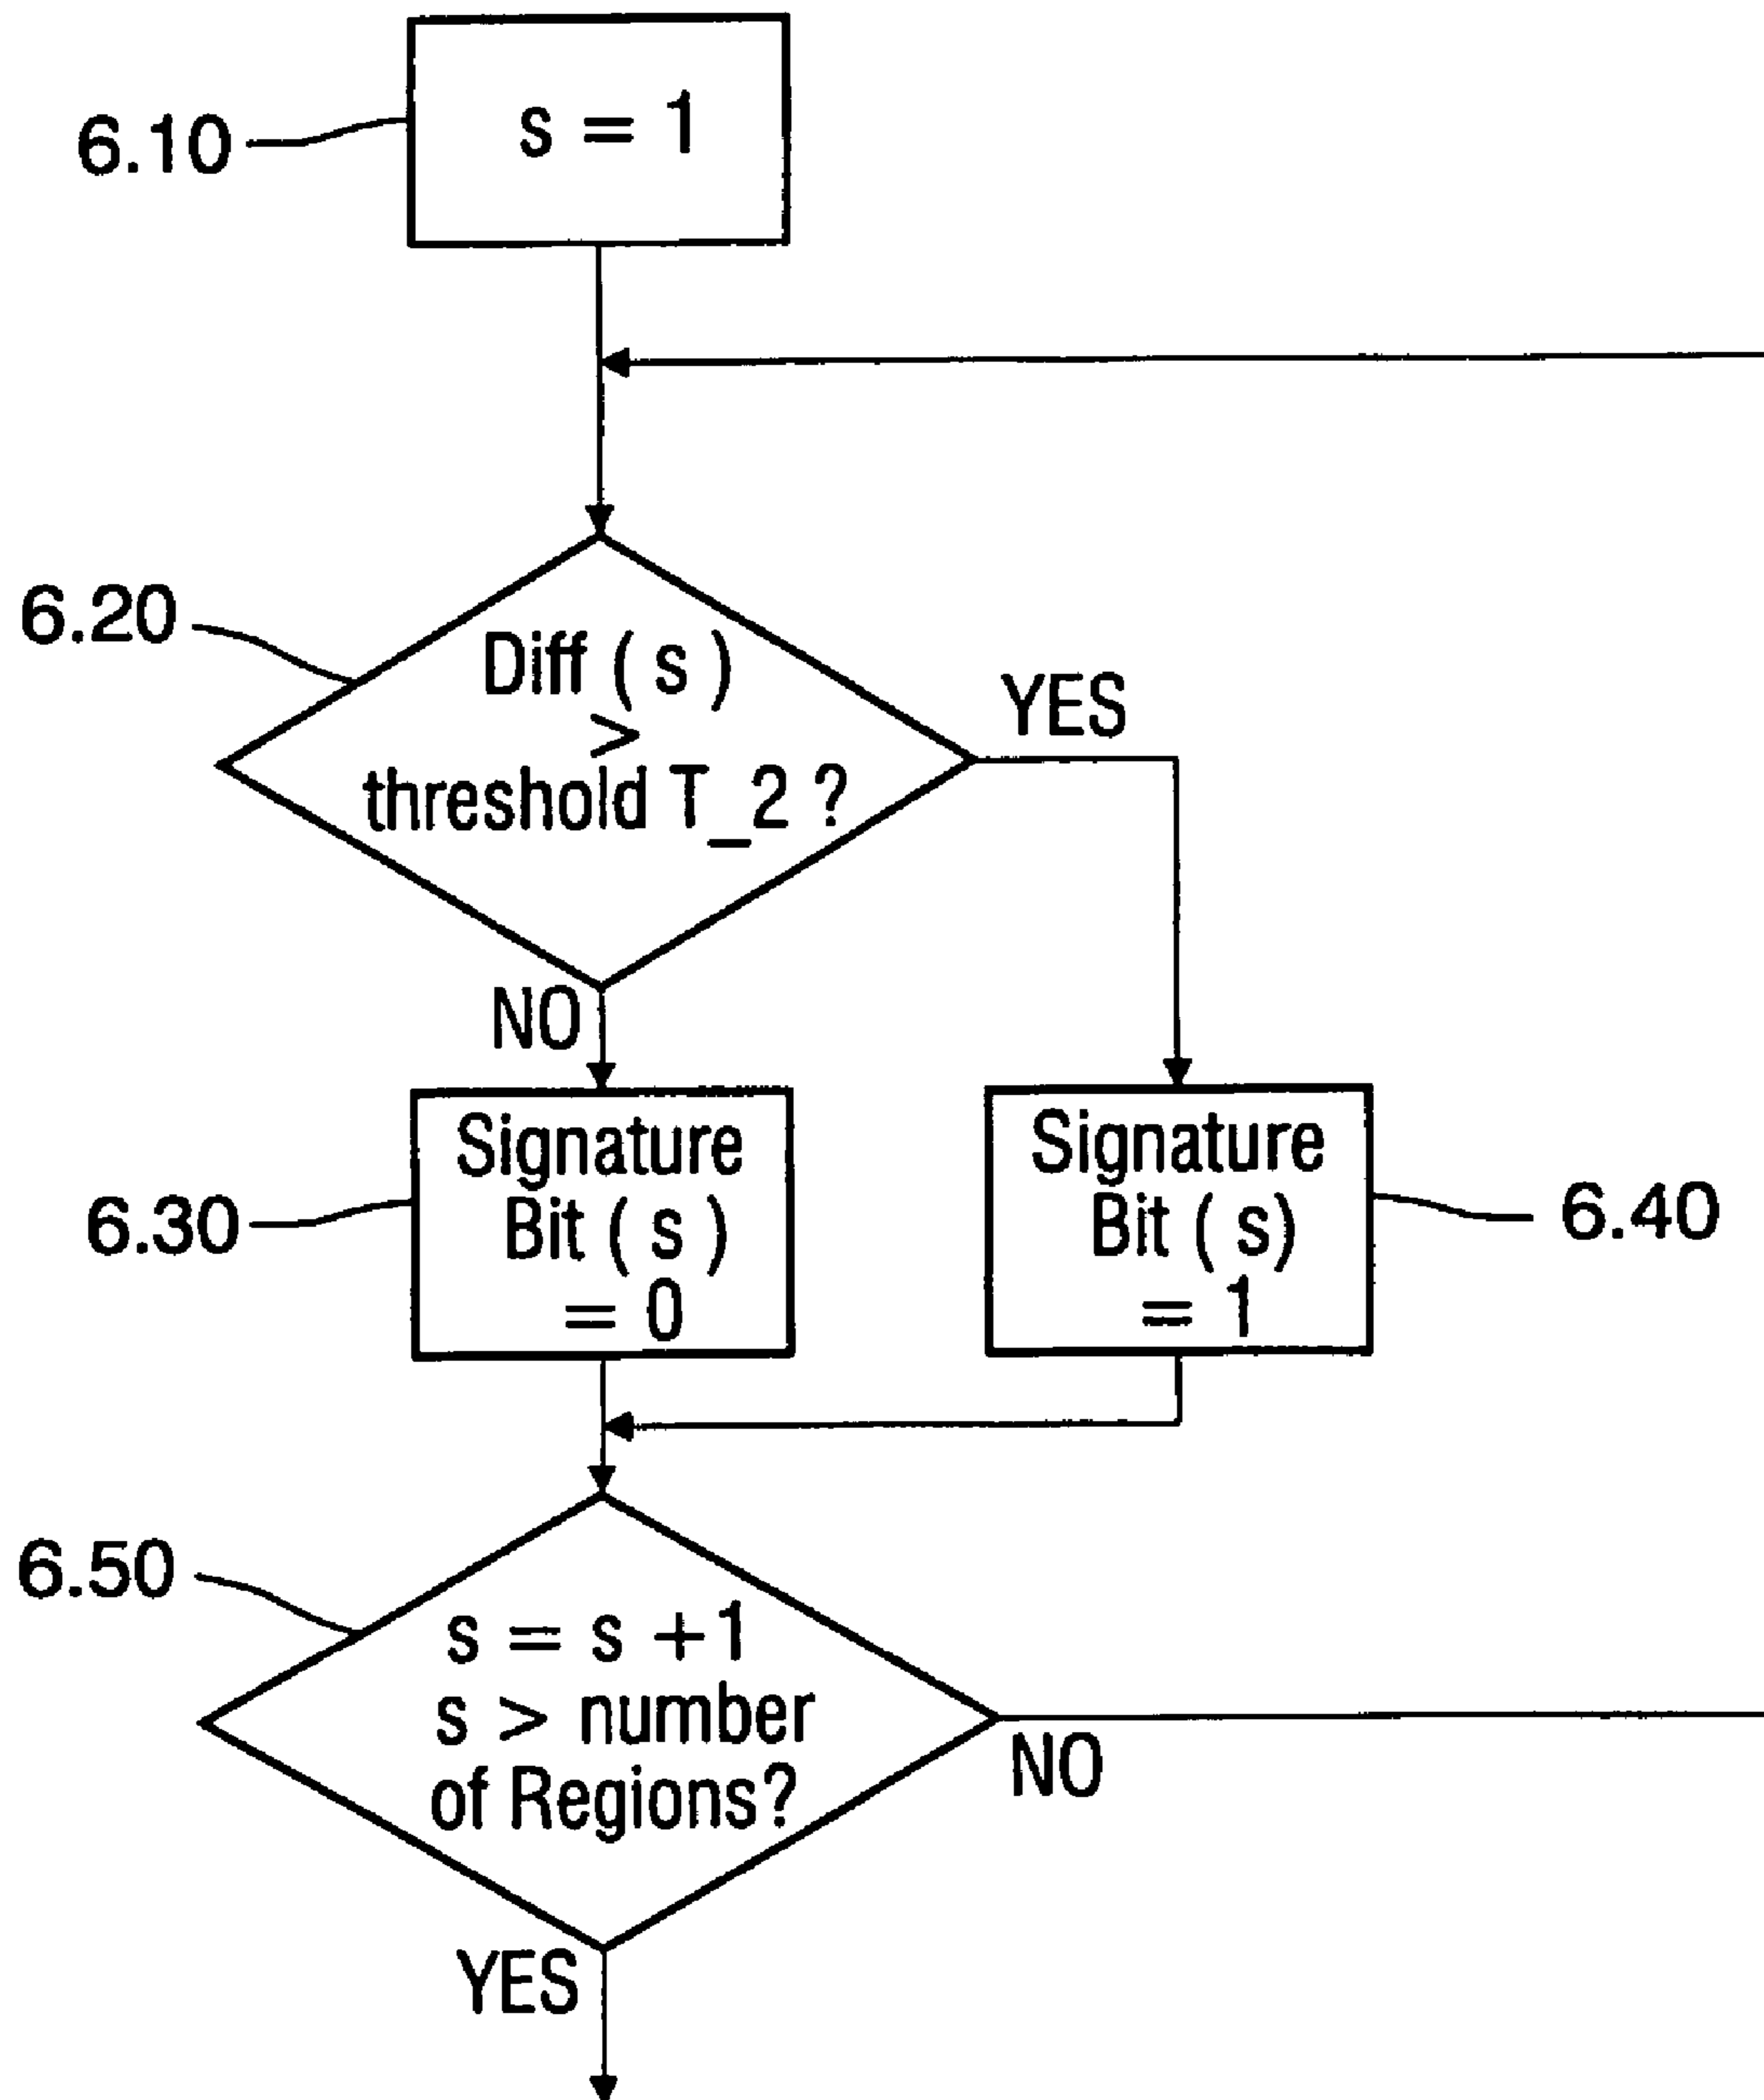 6.10
s = 1
6.20
Diff ( s )
>
threshold T_2 ?
YES
NO
6.30
Signature
Bit ( s )
= 0
Signature
Bit ( s)
= 1
6.40
6.50
s = s +1
s > number
of Regions?
NO
YES